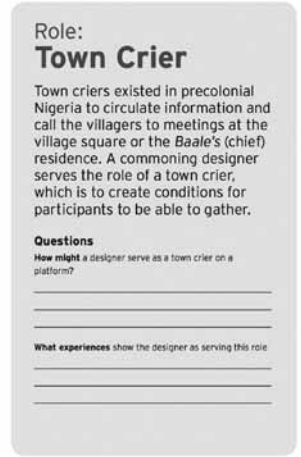 Role:
Town Crier
Town criers existed in precolonial
Nigeria to circulate information and
call the villagers to meetings at the
village square or the Baale's (chief)
residence. A commoning designer
serves the role of a town crier,
which is to create conditions for
participants to be able to gather.
Questions
How might a designer serve as a town crier on a
platform?
What experiences show the designer as serving this role